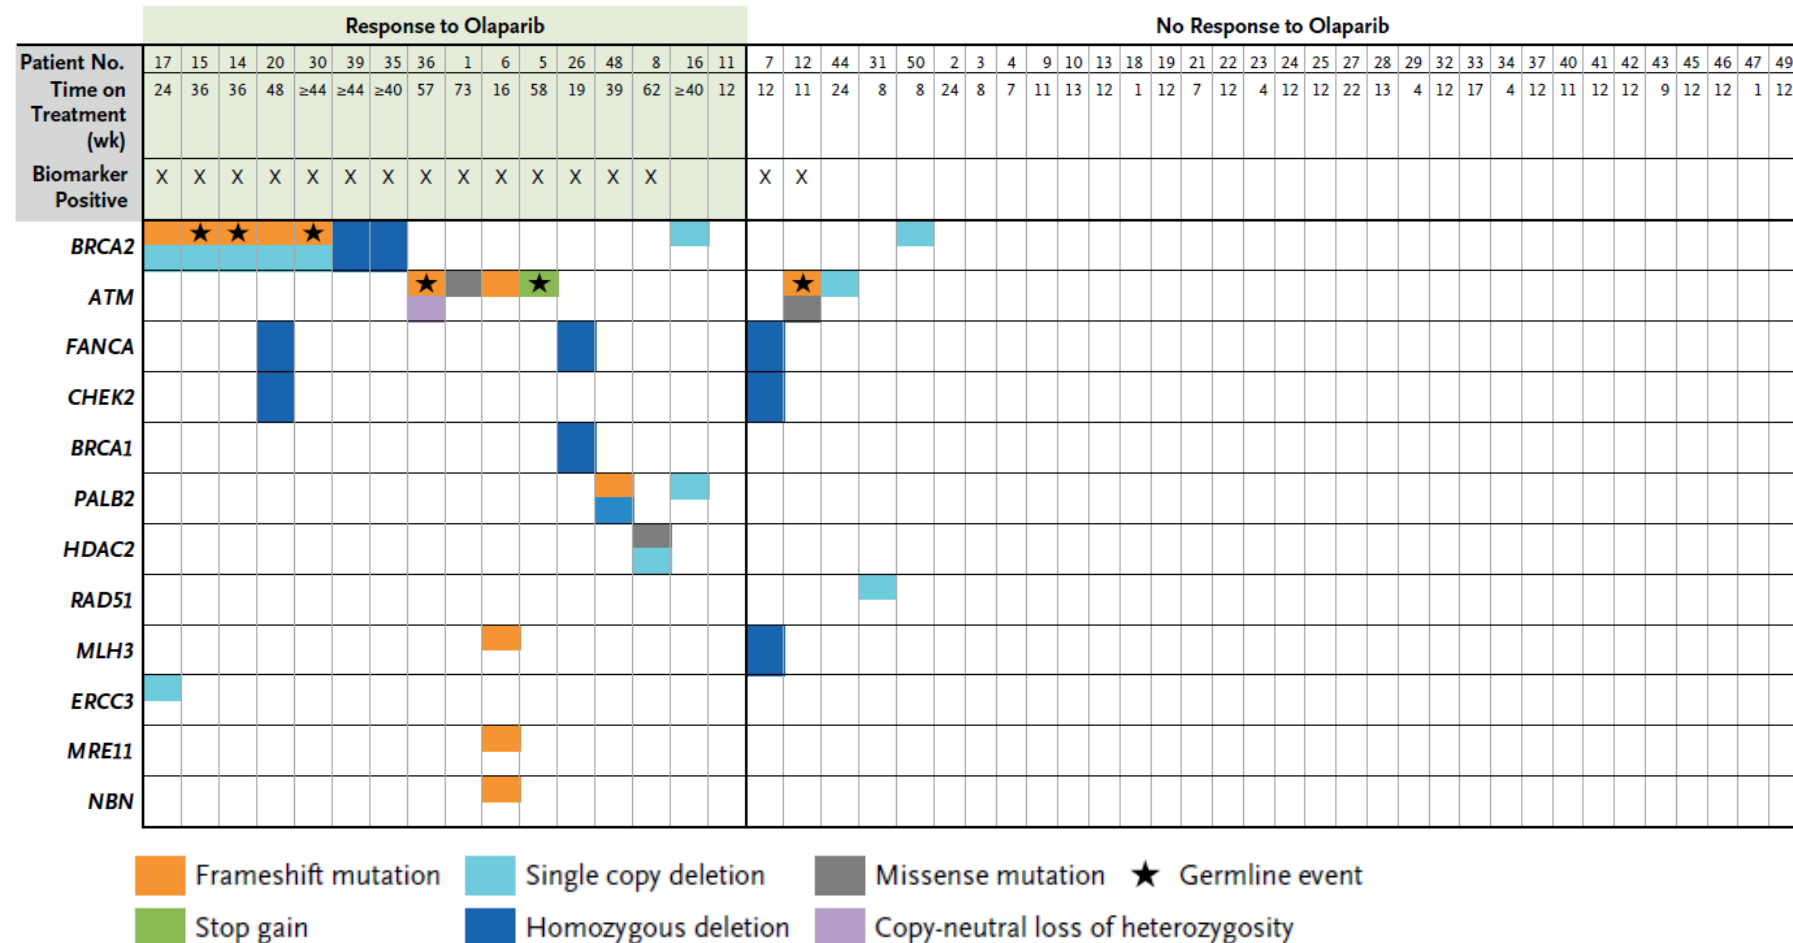 Response to Olaparib No Response to Olaparib
Patient No. 17 15 14 20 30 39 35 36 1 6 5 26 48 8 16 11 7 12 44 31 50 2 3 4 9 10 13 18 19 21 22 23 24 25 27 28 29 32 33 34 37 40 41 42 43 45 46 47 49
Time on 24 36 36 48 ≥44 ≥44 ≥40 57 73 16 58 19 39 62 ≥40 12 12 11 24 8 8 24 8 7 11 13 12 1 12 7 12 4 12 12 22 13 4 12 17 4 12 11 12 12 9 12 12 1 12
Treatment
(wk)
Biomarker X X X X X X X X X X X X X X X X
Positive
BRCA2
ATM
FANCA
CHEK2
BRCA1
PALB2
HDAC2
RAD51
MLH3
ERCC3
MRE11
NBN
Frameshift mutation Single copy deletion Missense mutation Germline event
Stop gain Homozygous deletion Copy-neutral loss of heterozygosity